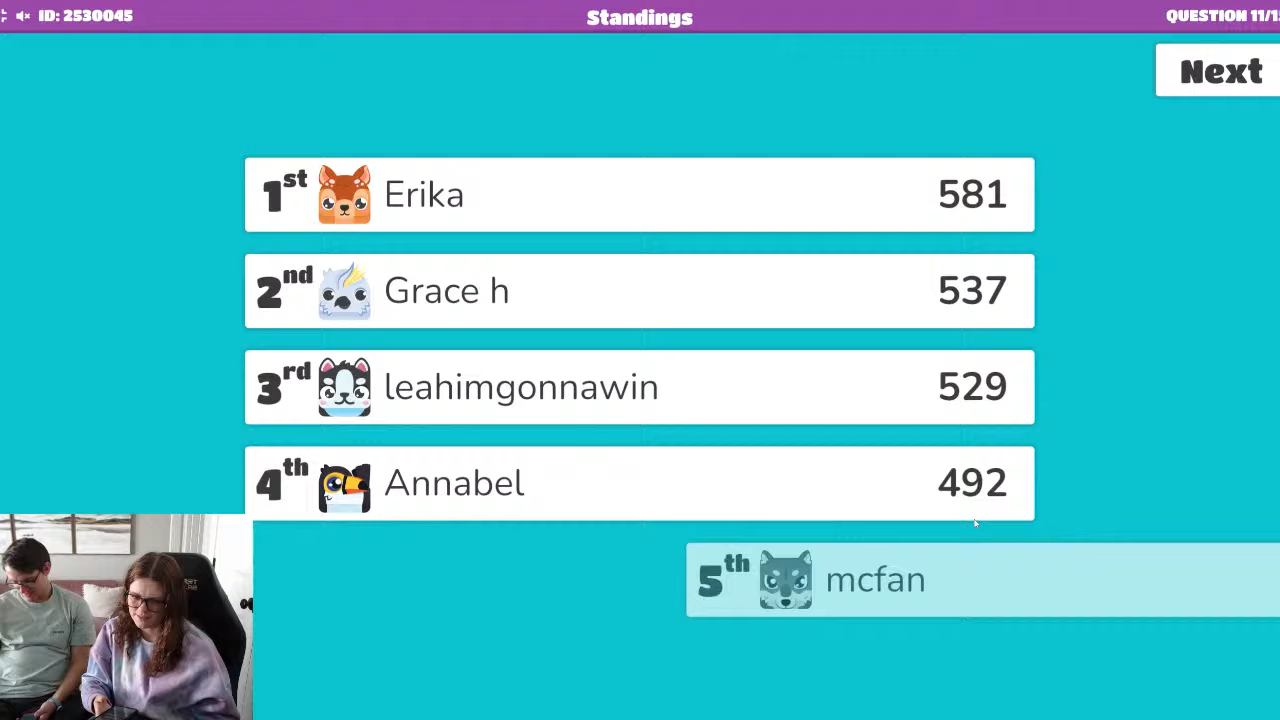 ID: 2530045
Standings
QUESTION 11/1
Next
1st Erika 581
2nd Grace h 537
3rd leahimgonnawin 529
4th Annabel 492
5th mcfan